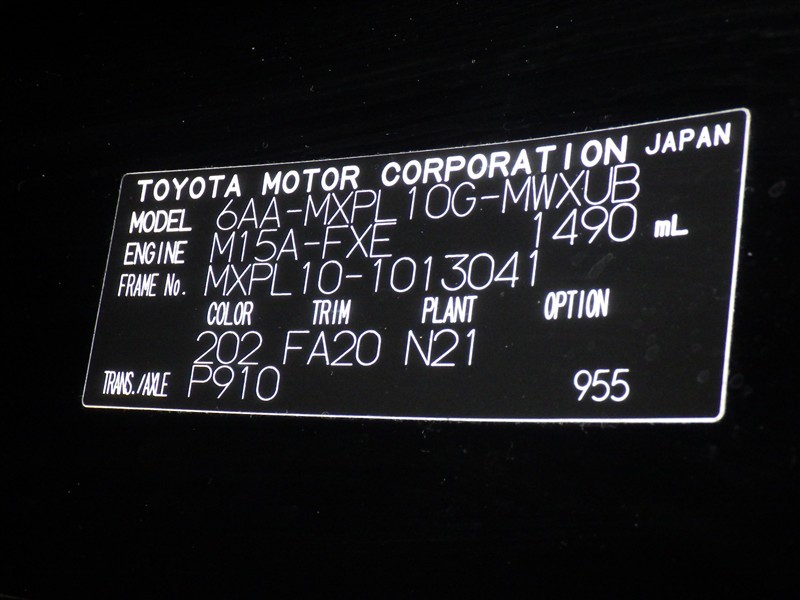 TOYOTA MOTOR CORPORATION JAPAN
MODEL 6AA-MXPL10G-MWXUB
ENGINE M15A-FXE 1490 mL
FRAME No. MXPL10-1013041
COLOR TRIM PLANT OPTION
202 FA20 N21
TRANS./AXLE P910 955